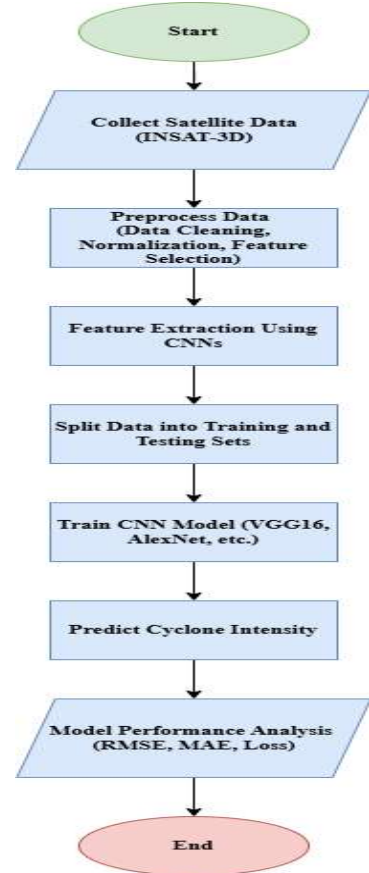 Start
Collect Satellite Data
(INSAT-3D)
Preprocess Data
(Data Cleaning,
Normalization, Feature
Selection)
Feature Extraction Using
CNNs
Split Data into Training and
Testing Sets
Train CNN Model (VGG16,
AlexNet, etc.)
Predict Cyclone Intensity
Model Performance Analysis
(RMSE, MAE, Loss)
End